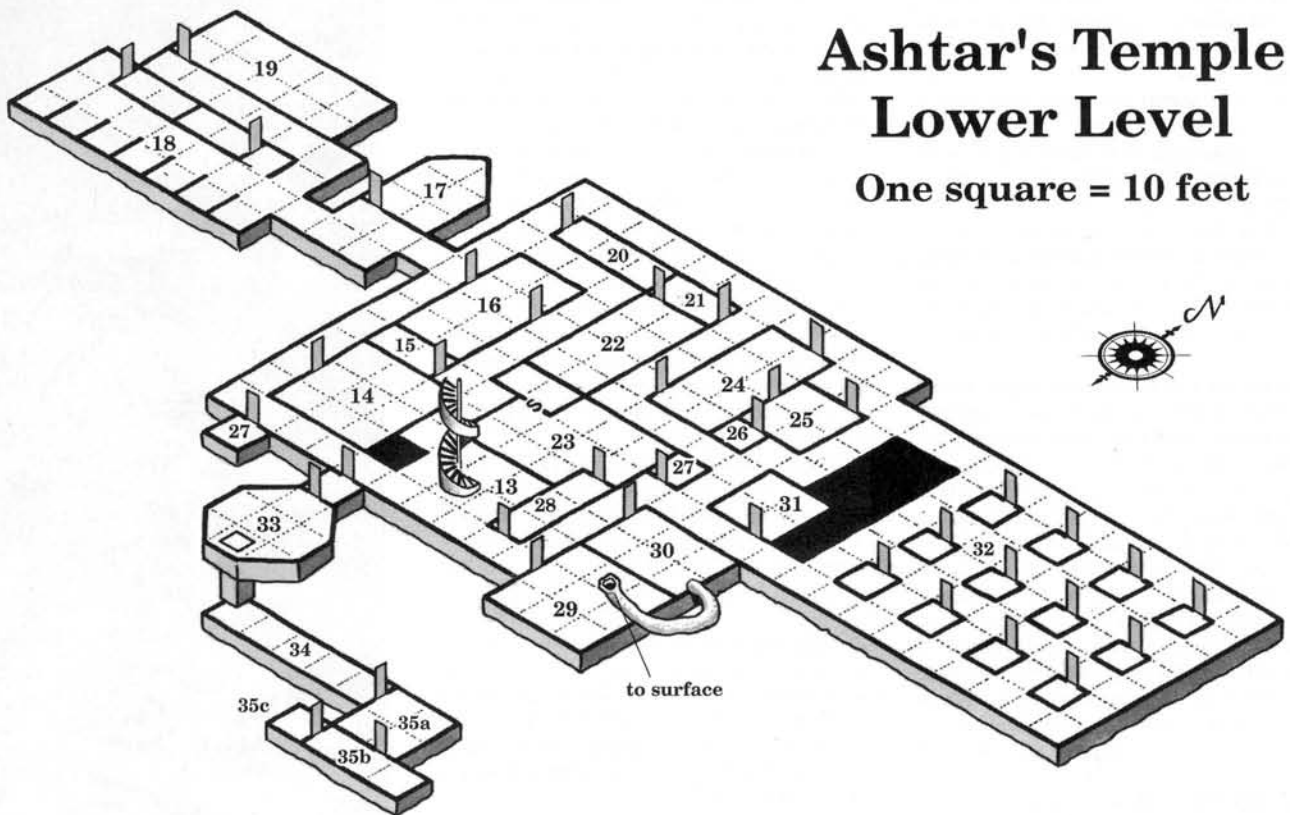 Ashtar's Temple
Lower Level
One square = 10 feet
N
19
18
17
20
16
21
15
22
24
14
25
S
26
27
23
27
13
28
31
33
30
32
29
34
to surface
35c
35a
35b